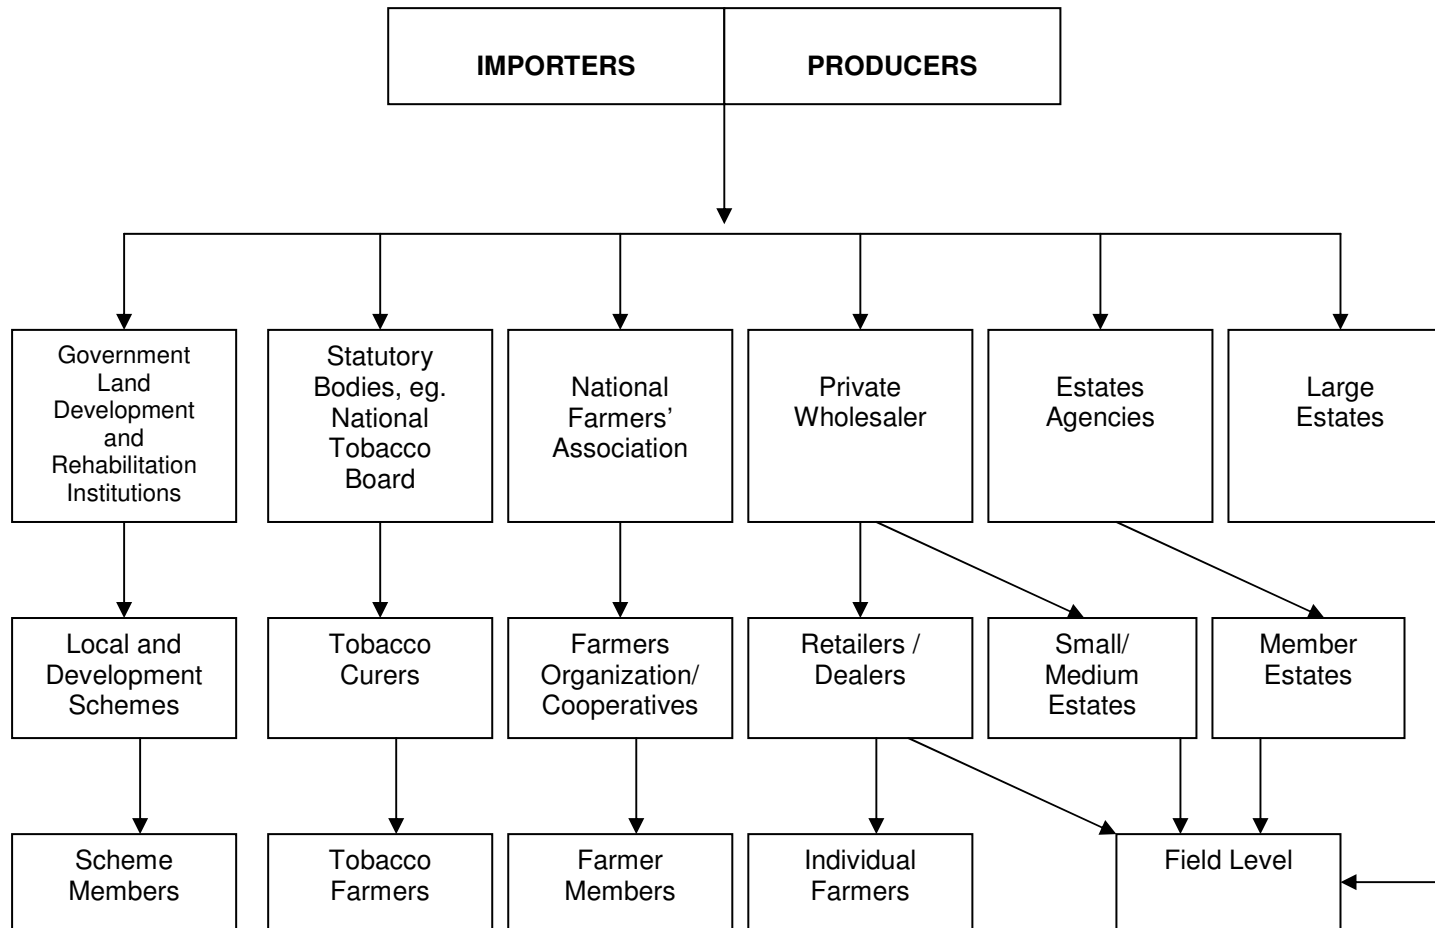 IMPORTERS
PRODUCERS
Government
Land
Development
and
Rehabilitation
Institutions
Statutory
Bodies, eg.
National
Tobacco
Board
National
Farmers’
Association
Private
Wholesaler
Estates
Agencies
Large
Estates
Local and
Development
Schemes
Tobacco
Curers
Farmers
Organization/
Cooperatives
Retailers /
Dealers
Small/
Medium
Estates
Member
Estates
Scheme
Members
Tobacco
Farmers
Farmer
Members
Individual
Farmers
Field Level